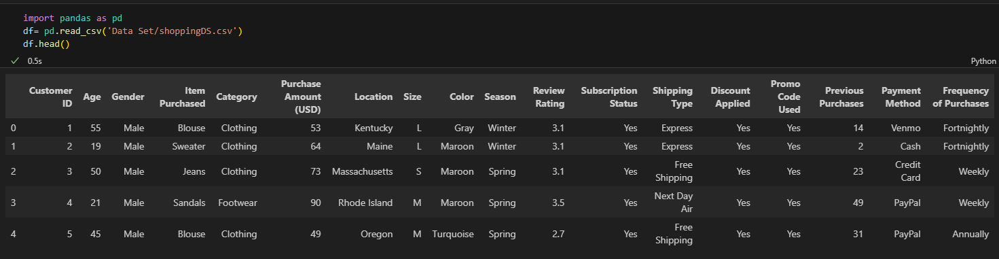 import pandas as pd
df= pd.read_csv('Data Set/shoppingDS.csv')
df.head()
0.5s Python
Customer ID Age Gender Item Purchased Category Purchase Amount (USD) Location Size Color Season Review Rating Subscription Status Shipping Type Discount Applied Promo Code Used Previous Purchases Payment Method Frequency of Purchases
0 1 55 Male Blouse Clothing 53 Kentucky L Gray Winter 3.1 Yes Express Yes Yes 14 Venmo Fortnightly
1 2 19 Male Sweater Clothing 64 Maine L Maroon Winter 3.1 Yes Express Yes Yes 2 Cash Fortnightly
2 3 50 Male Jeans Clothing 73 Massachusetts S Maroon Spring 3.1 Yes Free Shipping Yes Yes 23 Credit Card Weekly
3 4 21 Male Sandals Footwear 90 Rhode Island M Maroon Spring 3.5 Yes Next Day Air Yes Yes 49 PayPal Weekly
4 5 45 Male Blouse Clothing 49 Oregon M Turquoise Spring 2.7 Yes Free Shipping Yes Yes 31 PayPal Annually